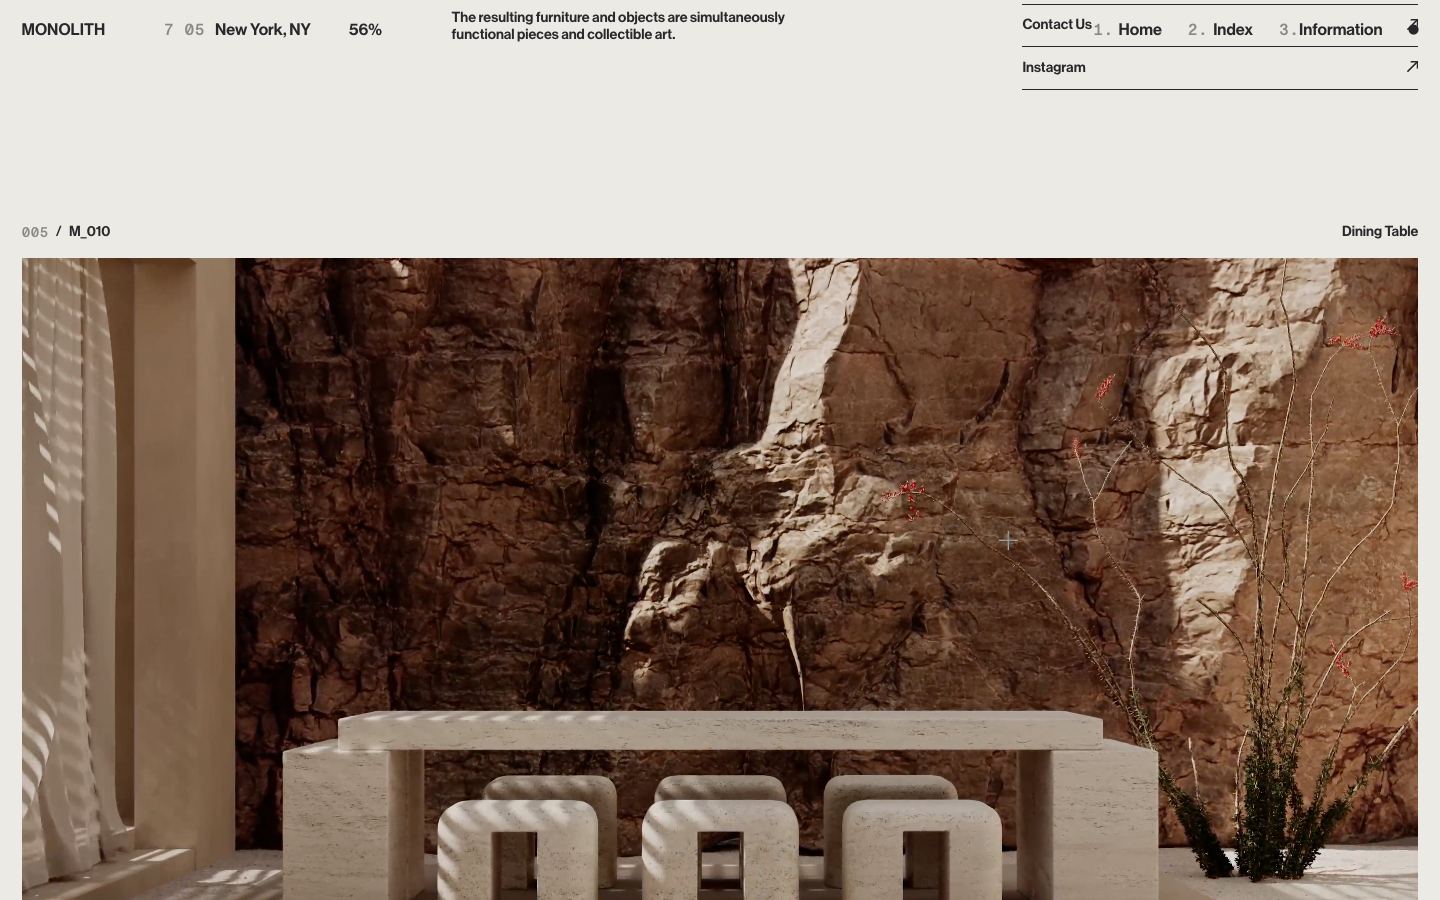 MONOLITH
7 05 New York, NY
56%
The resulting furniture and objects are simultaneously
functional pieces and collectible art.
Contact Us
1. Home
2. Index
3. Information
Instagram
005 / M_010
Dining Table